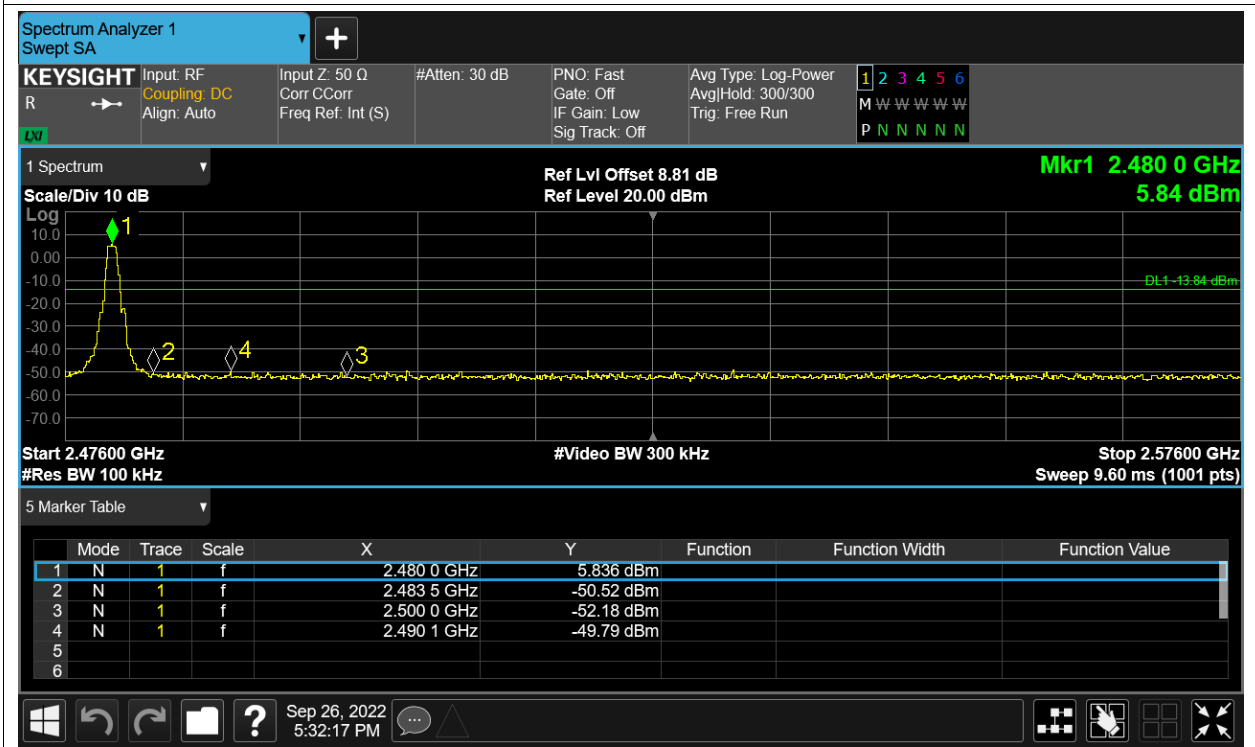 Spectrum Analyzer 1
Swept SA
+
KEYSIGHT Input: RF Input Z: 50 Ω #Atten: 30 dB PNO: Fast Avg Type: Log-Power 1 2 3 4 5 6
R Coupling: DC Corr CCorr Gate: Off Avg|Hold: 300/300 M W W W W W
Align: Auto Freq Ref: Int (S) IF Gain: Low Trig: Free Run
LXI Sig Track: Off P N N N N N
1 Spectrum Ref Lvl Offset 8.81 dB Mkr1 2.480 0 GHz
Scale/Div 10 dB Ref Level 20.00 dBm 5.84 dBm
Log
1
10.0
0.00
-10.0 DL1 -13.84 dBm
-20.0
-30.0
-40.0 2 4 3
-50.0
-60.0
-70.0
Start 2.47600 GHz #Video BW 300 kHz Stop 2.57600 GHz
#Res BW 100 kHz Sweep 9.60 ms (1001 pts)
5 Marker Table
Mode Trace Scale X Y Function Function Width Function Value
1 N 1 f 2.480 0 GHz 5.836 dBm
2 N 1 f 2.483 5 GHz -50.52 dBm
3 N 1 f 2.500 0 GHz -52.18 dBm
4 N 1 f 2.490 1 GHz -49.79 dBm
5
6
? Sep 26, 2022
5:32:17 PM